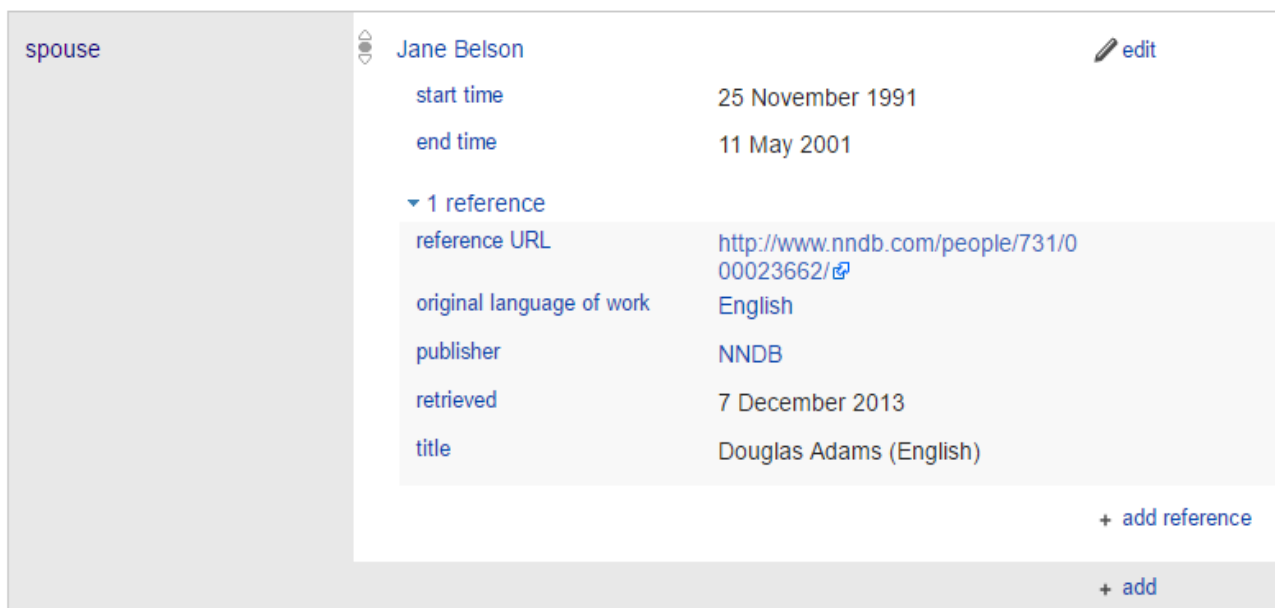 spouse
Jane Belson
edit
start time
25 November 1991
end time
11 May 2001
1 reference
reference URL
http://www.nndb.com/people/731/0
00023662/
original language of work
English
publisher
NNDB
retrieved
7 December 2013
title
Douglas Adams (English)
+ add reference
+ add